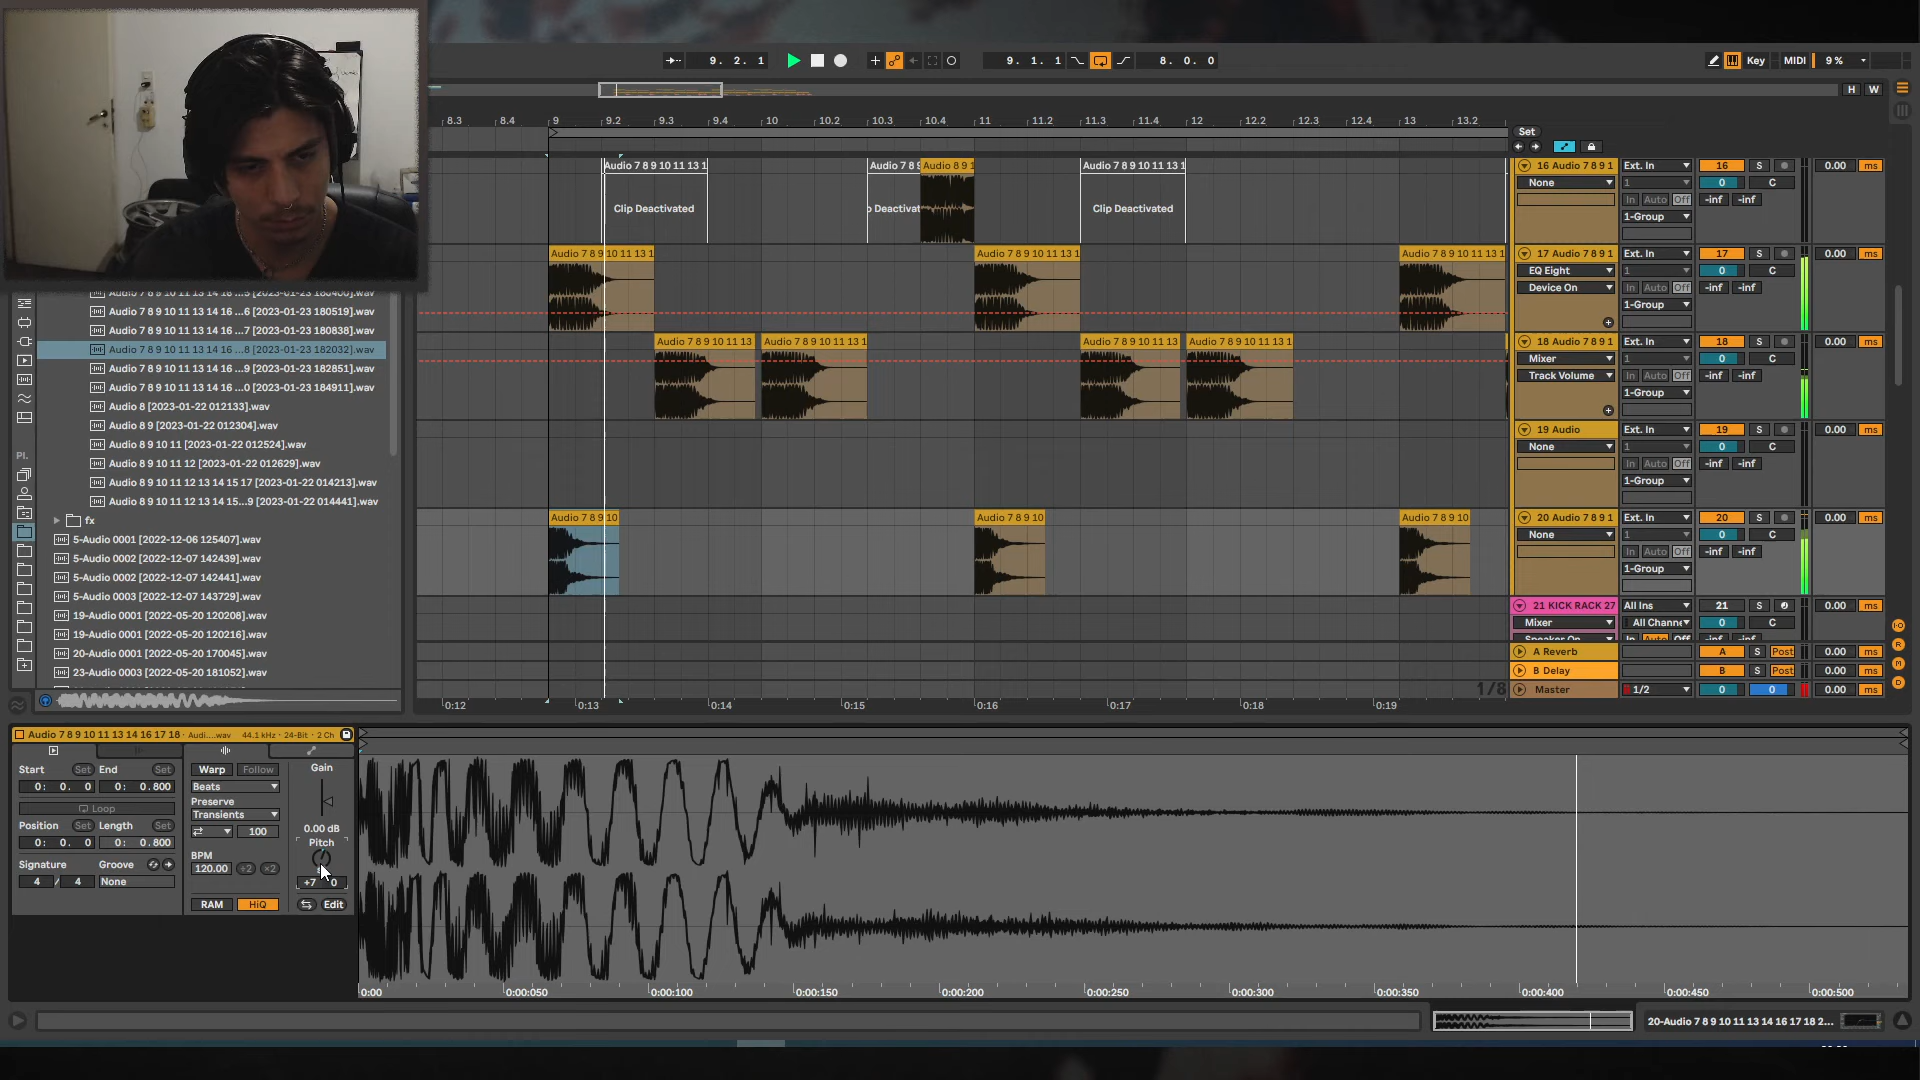 9. 2. 1
9. 1. 1
8. 0. 0
Key
MIDI
9 %
H
W
8.3
8.4
9
9.2
9.3
9.4
10
10.2
10.3
10.4
11
11.2
11.3
11.4
12
12.2
12.3
12.4
13
13.2
Set
Audio 7 8 9 10 11 13 1
Audio 7 8 9
Audio 8 9 1
Audio 7 8 9 10 11 13 1
16 Audio 7 8 9 1
Ext. In
16
S
0.00
ms
None
1
0
C
In
Auto
Off
-inf
-inf
Clip Deactivated
p Deactivat
Clip Deactivated
1-Group
Audio 7 8 9 10 11 13 1
Audio 7 8 9 10 11 13 1
Audio 7 8 9 10 11 13 1
17 Audio 7 8 9 1
Ext. In
17
S
0.00
ms
EQ Eight
1
0
C
Device On
In
Auto
Off
-inf
-inf
1-Group
Audio 7 8 9 10 11 13 14 16 ...6 [2023-01-23 180519].wav
Audio 7 8 9 10 11 13 14 16 ...7 [2023-01-23 180838].wav
Audio 7 8 9 10 11 13 14 16 ...8 [2023-01-23 182032].wav
Audio 7 8 9 10 11 13 14 16 ...9 [2023-01-23 182851].wav
Audio 7 8 9 10 11 13 14 16 ...0 [2023-01-23 184911].wav
Audio 8 [2023-01-22 012133].wav
Audio 8 9 [2023-01-22 012304].wav
Audio 8 9 10 11 [2023-01-22 012524].wav
Audio 8 9 10 11 12 [2023-01-22 012629].wav
Audio 8 9 10 11 12 13 14 15 17 [2023-01-22 014213].wav
Audio 8 9 10 11 12 13 14 15...9 [2023-01-22 014441].wav
fx
5-Audio 0001 [2022-12-06 125407].wav
5-Audio 0002 [2022-12-07 142439].wav
5-Audio 0002 [2022-12-07 142441].wav
5-Audio 0003 [2022-12-07 143729].wav
19-Audio 0001 [2022-05-20 120208].wav
19-Audio 0001 [2022-05-20 120216].wav
20-Audio 0001 [2022-05-20 170045].wav
23-Audio 0003 [2022-05-20 181052].wav
Pl.
Audio 7 8 9 10 11 13
Audio 7 8 9 10 11 13 1
Audio 7 8 9 10 11 13
Audio 7 8 9 10 11 13 1
18 Audio 7 8 9 1
Ext. In
18
S
0.00
ms
Mixer
1
0
C
Track Volume
In
Auto
Off
-inf
-inf
1-Group
19 Audio
Ext. In
19
S
0.00
ms
None
1
0
C
In
Auto
Off
-inf
-inf
1-Group
Audio 7 8 9 10
Audio 7 8 9 10
Audio 7 8 9 10
20 Audio 7 8 9 1
Ext. In
20
S
0.00
ms
None
1
0
C
In
Auto
Off
-inf
-inf
1-Group
21 KICK RACK 27
All Ins
21
S
0.00
ms
Mixer
All Channe
0
C
A Reverb
A
S
Post
0.00
ms
B Delay
B
S
Post
0.00
ms
1/8
Master
1/2
0
0
0.00
ms
0:12
0:13
0:14
0:15
0:16
0:17
0:18
0:19
Audio 7 8 9 10 11 13 14 16 17 18
Audi....wav
44.1 kHz · 24-Bit · 2 Ch
Start
Set
End
Set
0: 0. 0
0: 0.800
Loop
Position
Set
Length
Set
0: 0. 0
0: 0.800
Signature
Groove
4 / 4
None
Warp
Follow
Beats
Preserve
Transients
100
BPM
120.00
÷2
×2
RAM
HiQ
Gain
0.00 dB
Pitch
+7
0
Edit
0:00
0:00:050
0:00:100
0:00:150
0:00:200
0:00:250
0:00:300
0:00:350
0:00:400
0:00:450
0:00:500
20-Audio 7 8 9 10 11 13 14 16 17 18 2...